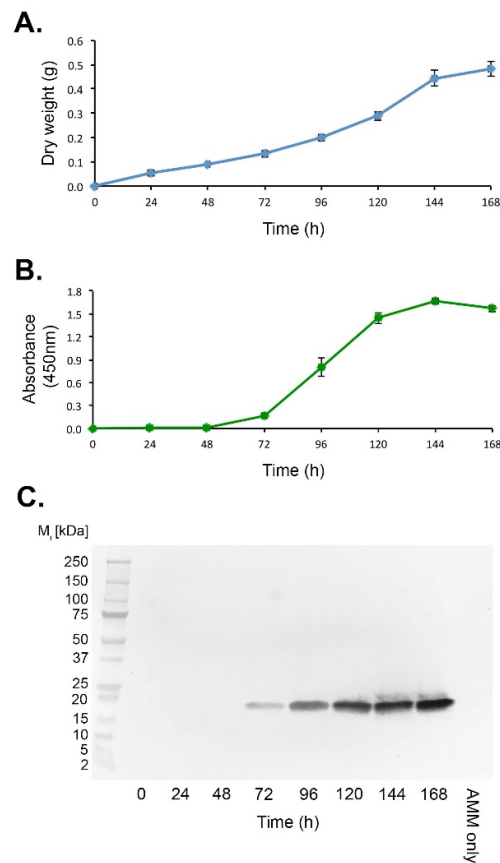 A.
Dry weight (g)
0.6
0.5
0.4
0.3
0.2
0.1
0.0
0 24 48 72 96 120 144 168
Time (h)
B.
Absorbance
(450nm)
1.8
1.5
1.2
0.9
0.6
0.3
0.0
0 24 48 72 96 120 144 168
Time (h)
C.
Mr [kDa]
250
150
100
75
50
37
25
20
15
10
5
2
0 24 48 72 96 120 144 168 AMM only
Time (h)